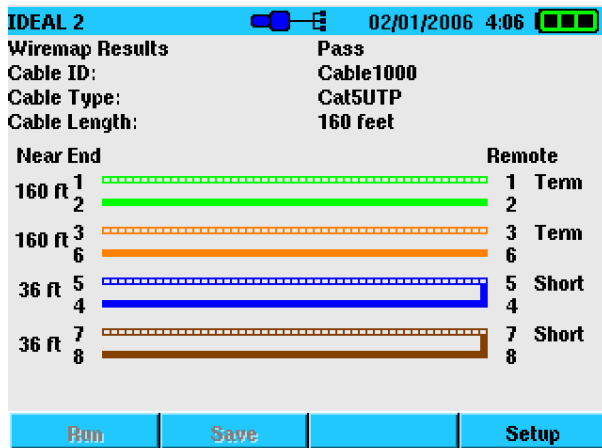 IDEAL 2 02/01/2006 4:06
Wiremap Results Pass
Cable ID: Cable1000
Cable Type: Cat5UTP
Cable Length: 160 feet
Near End Remote
160 ft 1 1 Term
2 2
160 ft 3 3 Term
6 6
36 ft 5 5 Short
4 4
36 ft 7 7 Short
8 8
Run Save Setup